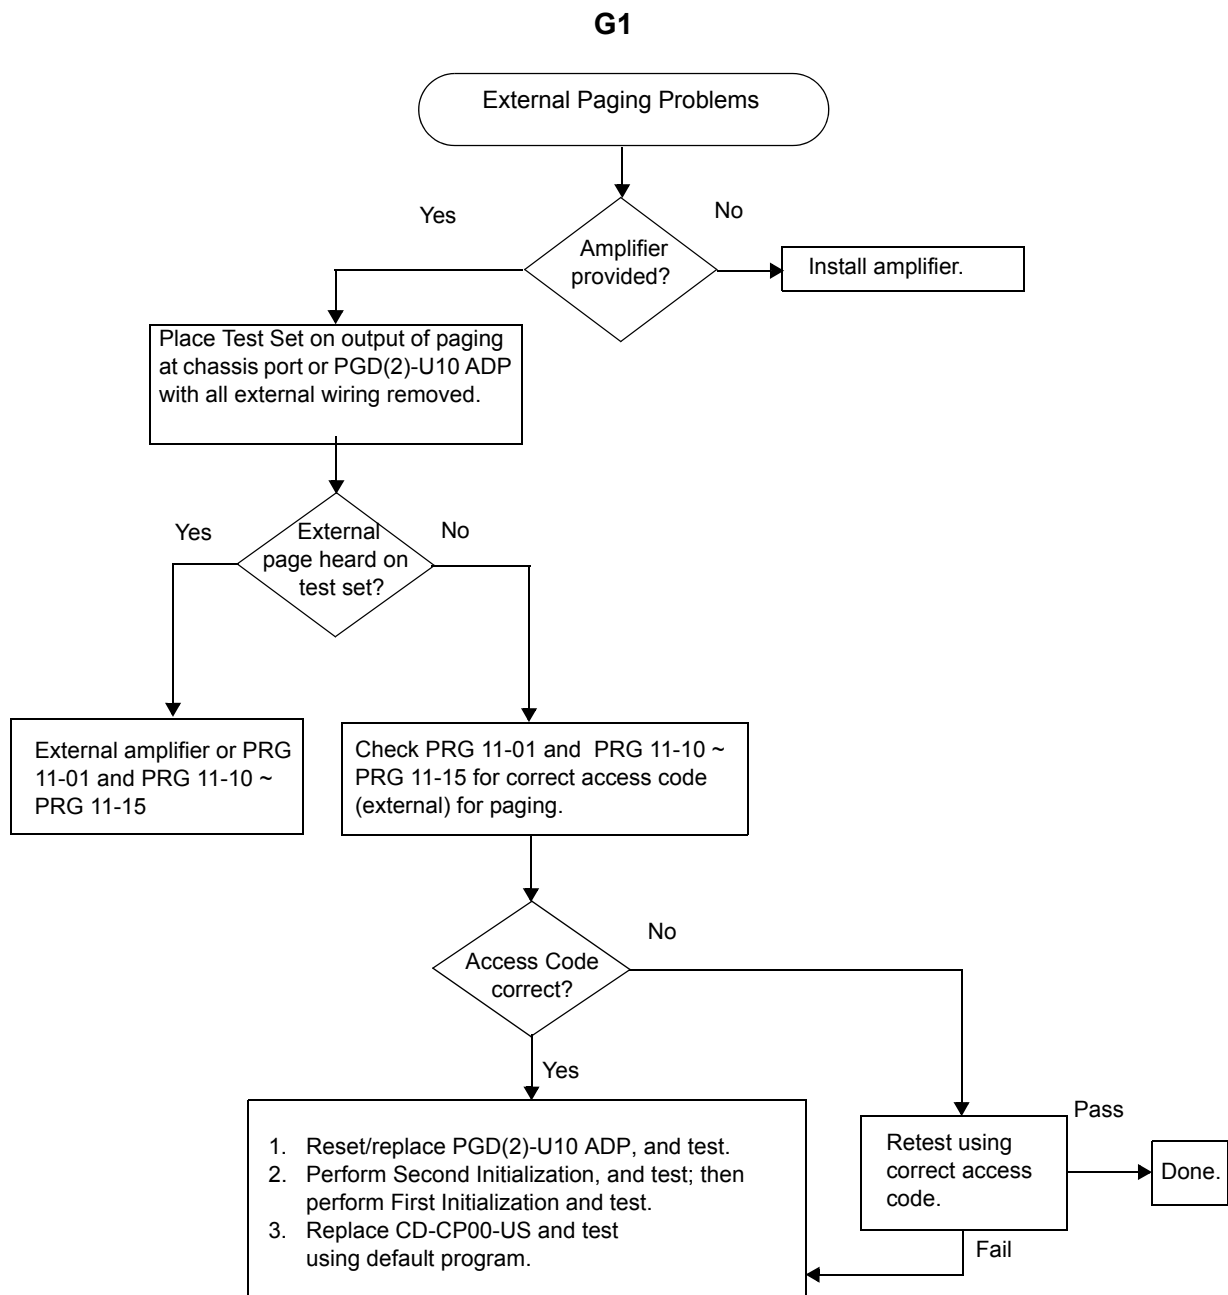 G1
External Paging Problems
Yes
No
Amplifier
provided?
Install amplifier.
Place Test Set on output of paging
at chassis port or PGD(2)-U10 ADP
with all external wiring removed.
Yes
No
External
page heard on
test set?
External amplifier or PRG
11-01 and PRG 11-10 ~
PRG 11-15
Check PRG 11-01 and PRG 11-10 ~
PRG 11-15 for correct access code
(external) for paging.
No
Access Code
correct?
Yes
1. Reset/replace PGD(2)-U10 ADP, and test.
2. Perform Second Initialization, and test; then
perform First Initialization and test.
3. Replace CD-CP00-US and test
using default program.
Retest using
correct access
code.
Pass
Done.
Fail